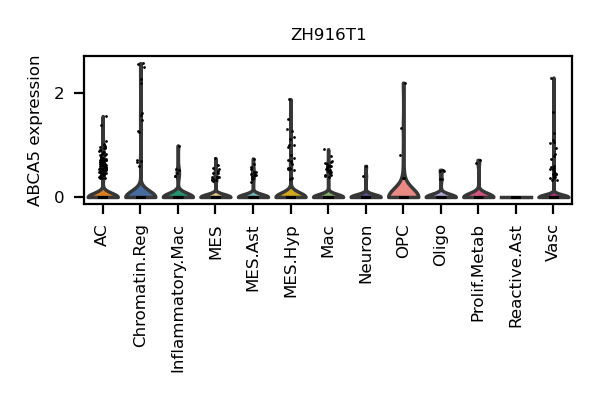 ZH916T1
ABCA5 expression
2
0
AC
Chromatin.Reg
Inflammatory.Mac
MES
MES.Ast
MES.Hyp
Mac
Neuron
OPC
Oligo
Prolif.Metab
Reactive.Ast
Vasc